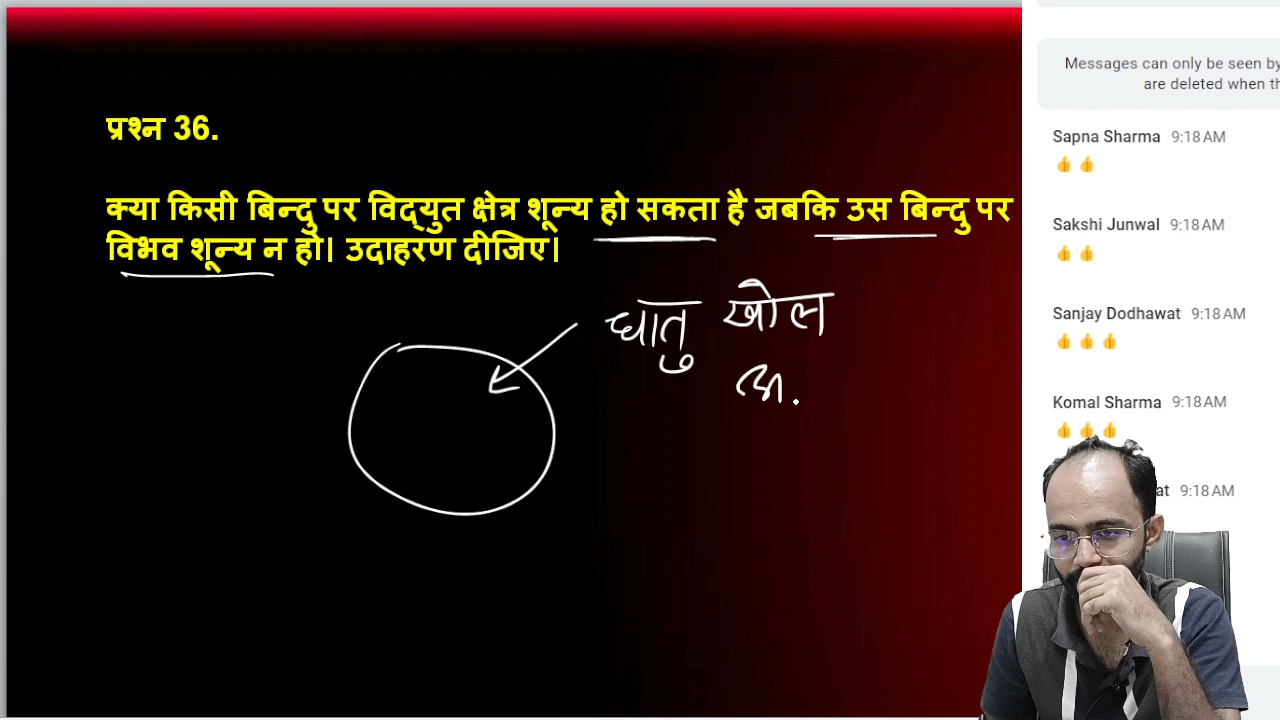 प्रश्न 36.
क्या किसी बिन्दु पर विद्युत क्षेत्र शून्य हो सकता है जबकि उस बिन्दु पर
विभव शून्य न हो। उदाहरण दीजिए।
धातु खोल
Messages can only be seen by
are deleted when th
Sapna Sharma 9:18 AM
👍👍
Sakshi Junwal 9:18 AM
👍👍
Sanjay Dodhawat 9:18 AM
👍👍👍
Komal Sharma 9:18 AM
👍👍👍
at 9:18 AM